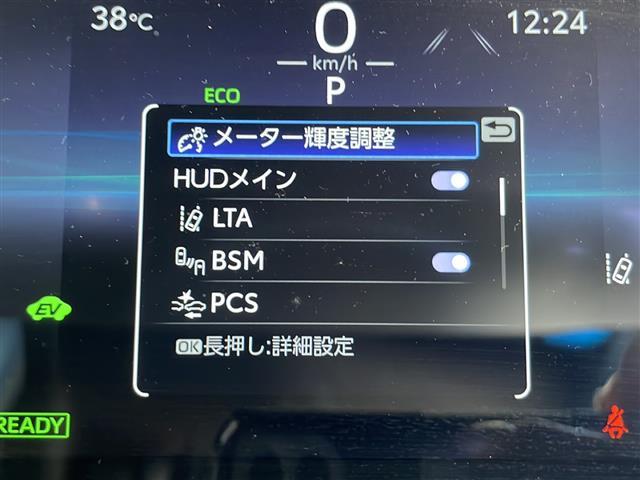 38℃
0
12:24
km/h
P
ECO
メーター輝度調整
HUDメイン
LTA
BSM
PCS
OK長押し:詳細設定
EV
READY